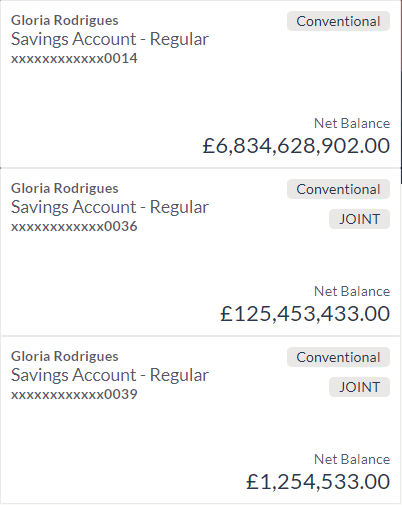 Gloria Rodrigues
Conventional
Savings Account - Regular
xxxxxxxxxxxx0014
Net Balance
£6,834,628,902.00
Gloria Rodrigues
Conventional
Savings Account - Regular
JOINT
xxxxxxxxxxxx0036
Net Balance
£125,453,433.00
Gloria Rodrigues
Conventional
Savings Account - Regular
JOINT
xxxxxxxxxxxx0039
Net Balance
£1,254,533.00